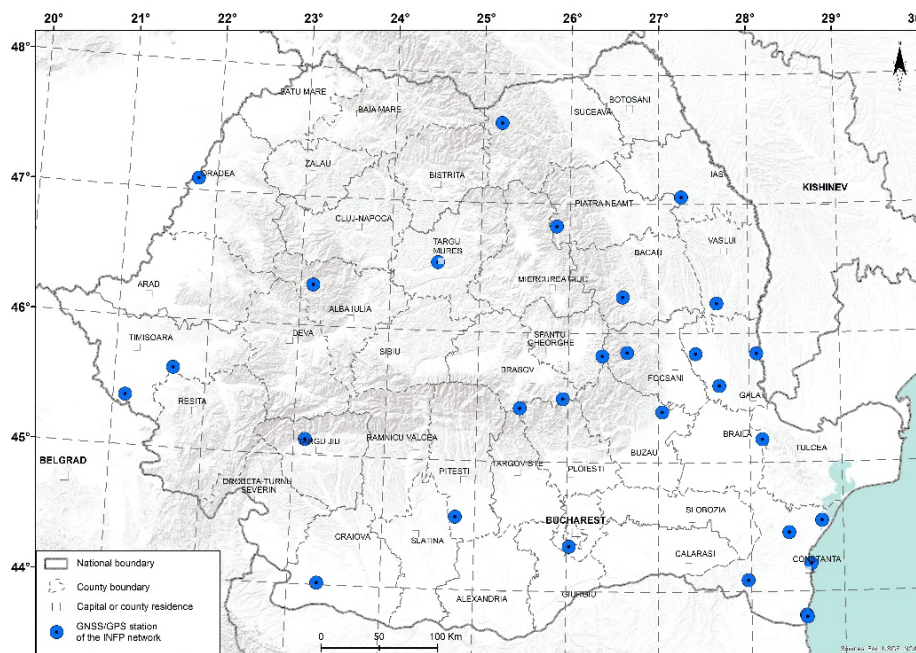 20° 21 22 23 24 25 26 27 28 29
48°
BATU MARE
BOTOSANI
BAIA MARE
SUCEAVA
47°
ZALAU
IAS
ORADEA
BISTRITA
KISHINEV
PIATRA-NEAMT
CLUJ-NAPOCA
TARGU
MURES
BACAU
VASLUI
MIERCUREA CIUC
ARAD
46°
ALBA IULIA
TIMISOARA
DEVA
SFANTU
GHEORGHE
SIBIU
BRASOV
FOCSANI
RESITA
GALAT
45°
TARGU JIU
RAMNICU VALCEA
BRAILA
TULCEA
BUZAU
BELGRAD
PITESTI
TARGOVISTE
PLOIESTI
DROBETA-TURNU
SEVERIN
SLOBOZIA
BUCHAREST
CRAIOVA
SLATINA
CALARASI
CONSTANTA
44°
ALEXANDRIA
GIURGIU
National boundary
County boundary
Capital or county residence
GNSS/GPS station
of the INFP network
0 50 100 Km